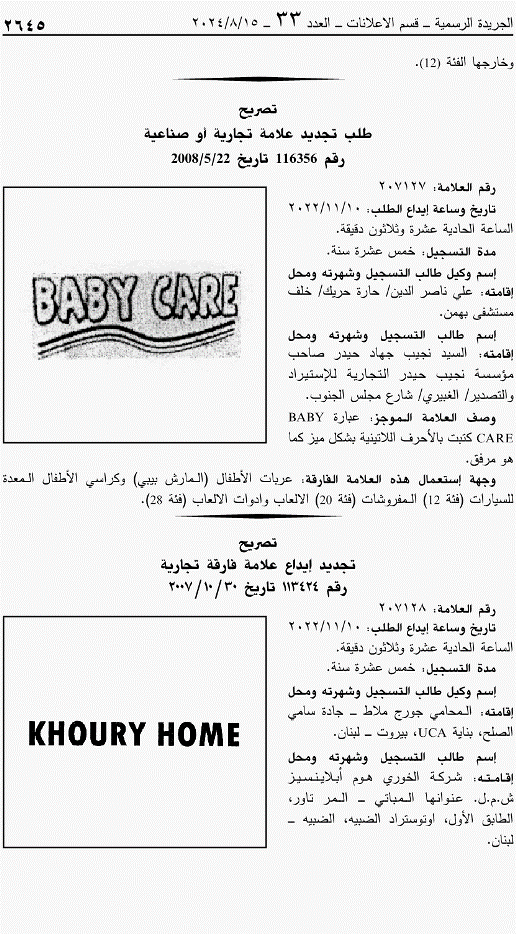 الجريدة الرسمية – قسم الاعلانات – العدد ٣٣ – ٢٠٢٤/٨/١٥
٢٦٤٥
وخارجها الفئة (12).
تصريح
طلب تجديد علامة تجارية أو صناعية
رقم 116356 تاريخ 2008/5/22
رقم العلامة: ٢٠٧١٢٧
تاريخ وساعة إيداع الطلب: ٢٠٢٢/١١/١٠
الساعة الحادية عشرة وثلاثون دقيقة.
مدة التسجيل: خمس عشرة سنة.
إسم وكيل طالب التسجيل وشهرته ومحل
إقامته: علي ناصر الدين/ حارة حريك/ خلف
مستشفى بهمن.
إسم طالب التسجيل وشهرته ومحل
إقامته: السيد نجيب جهاد حيدر صاحب
مؤسسة نجيب حيدر التجارية للإستيراد
والتصدير/ الغبيري/ شارع مجلس الجنوب.
وصف العلامة الموجز: عبارة BABY
CARE كتبت بالأحرف اللاتينية بشكل ميز كما
هو مرفق.
BABY CARE
وجهة إستعمال هذه العلامة الفارقة: عربات الأطفال (المارش بيبي) وكراسي الأطفال المعدة
للسيارات (فئة 12) المفروشات (فئة 20) الالعاب وادوات الالعاب (فئة 28).
تصريح
تجديد إيداع علامة فارقة تجارية
رقم ١١٣٤٢٤ تاريخ ٢٠٠٧/١٠/٣٠
رقم العلامة: ٢٠٧١٢٨
تاريخ وساعة إيداع الطلب: ٢٠٢٢/١١/١٠
الساعة الحادية عشرة وثلاثون دقيقة.
مدة التسجيل: خمس عشرة سنة.
إسم وكيل طالب التسجيل وشهرته ومحل
إقامته: المحامي جورج ملاط – جادة سامي
الصلح، بناية UCA، بيروت – لبنان.
إسم طالب التسجيل وشهرته ومحل
إقامته: شركة الخوري هوم أبلاينسيز
ش.م.ل. عنوانها المباتي – المر تاور،
الطابق الأول، اوتوستراد الضبيه، الضبيه –
لبنان.
KHOURY HOME